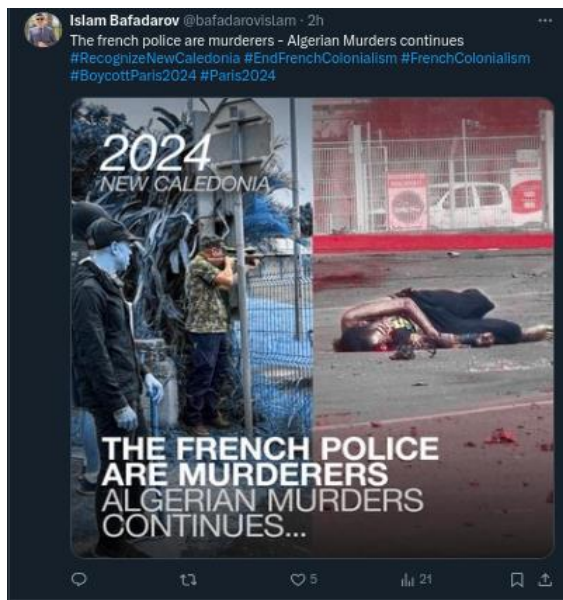 Islam Bafadarov @bafadarovislam · 2h
The french police are murderers - Algerian Murders continues
#RecognizeNewCaledonia #EndFrenchColonialism #FrenchColonialism
#BoycottParis2024 #Paris2024
2024
NEW CALEDONIA
THE FRENCH POLICE
ARE MURDERERS
ALGERIAN MURDERS
CONTINUES...
5
21